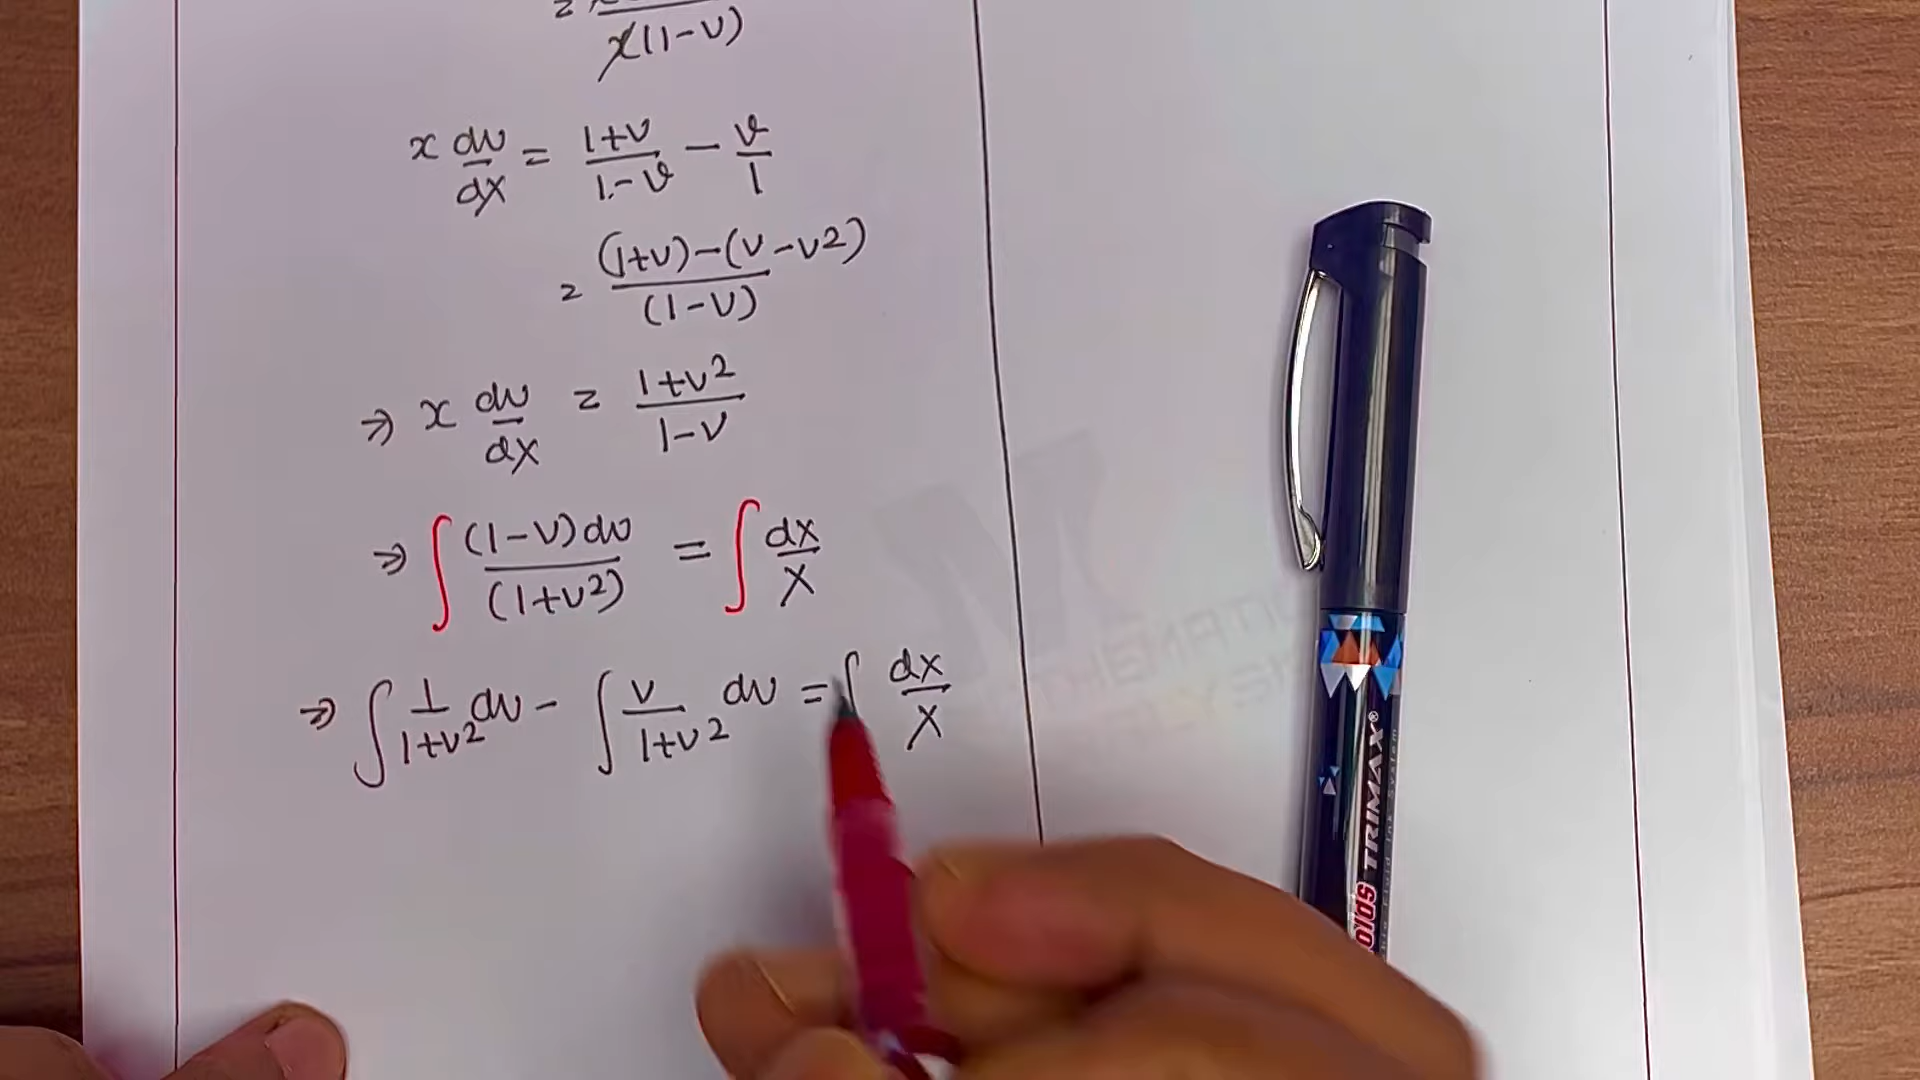 x(1-v)
x dv/dx = 1+v/1-v - v/1
= (1+v)-(v-v2)/(1-v)
⇒ x dv/dx = 1+v2/1-v
⇒ ∫ (1-v)dv/(1+v2) = ∫ dx/x
⇒ ∫ 1/1+v2 dv - ∫ v/1+v2 dv = ∫ dx/x
TRIMAX®